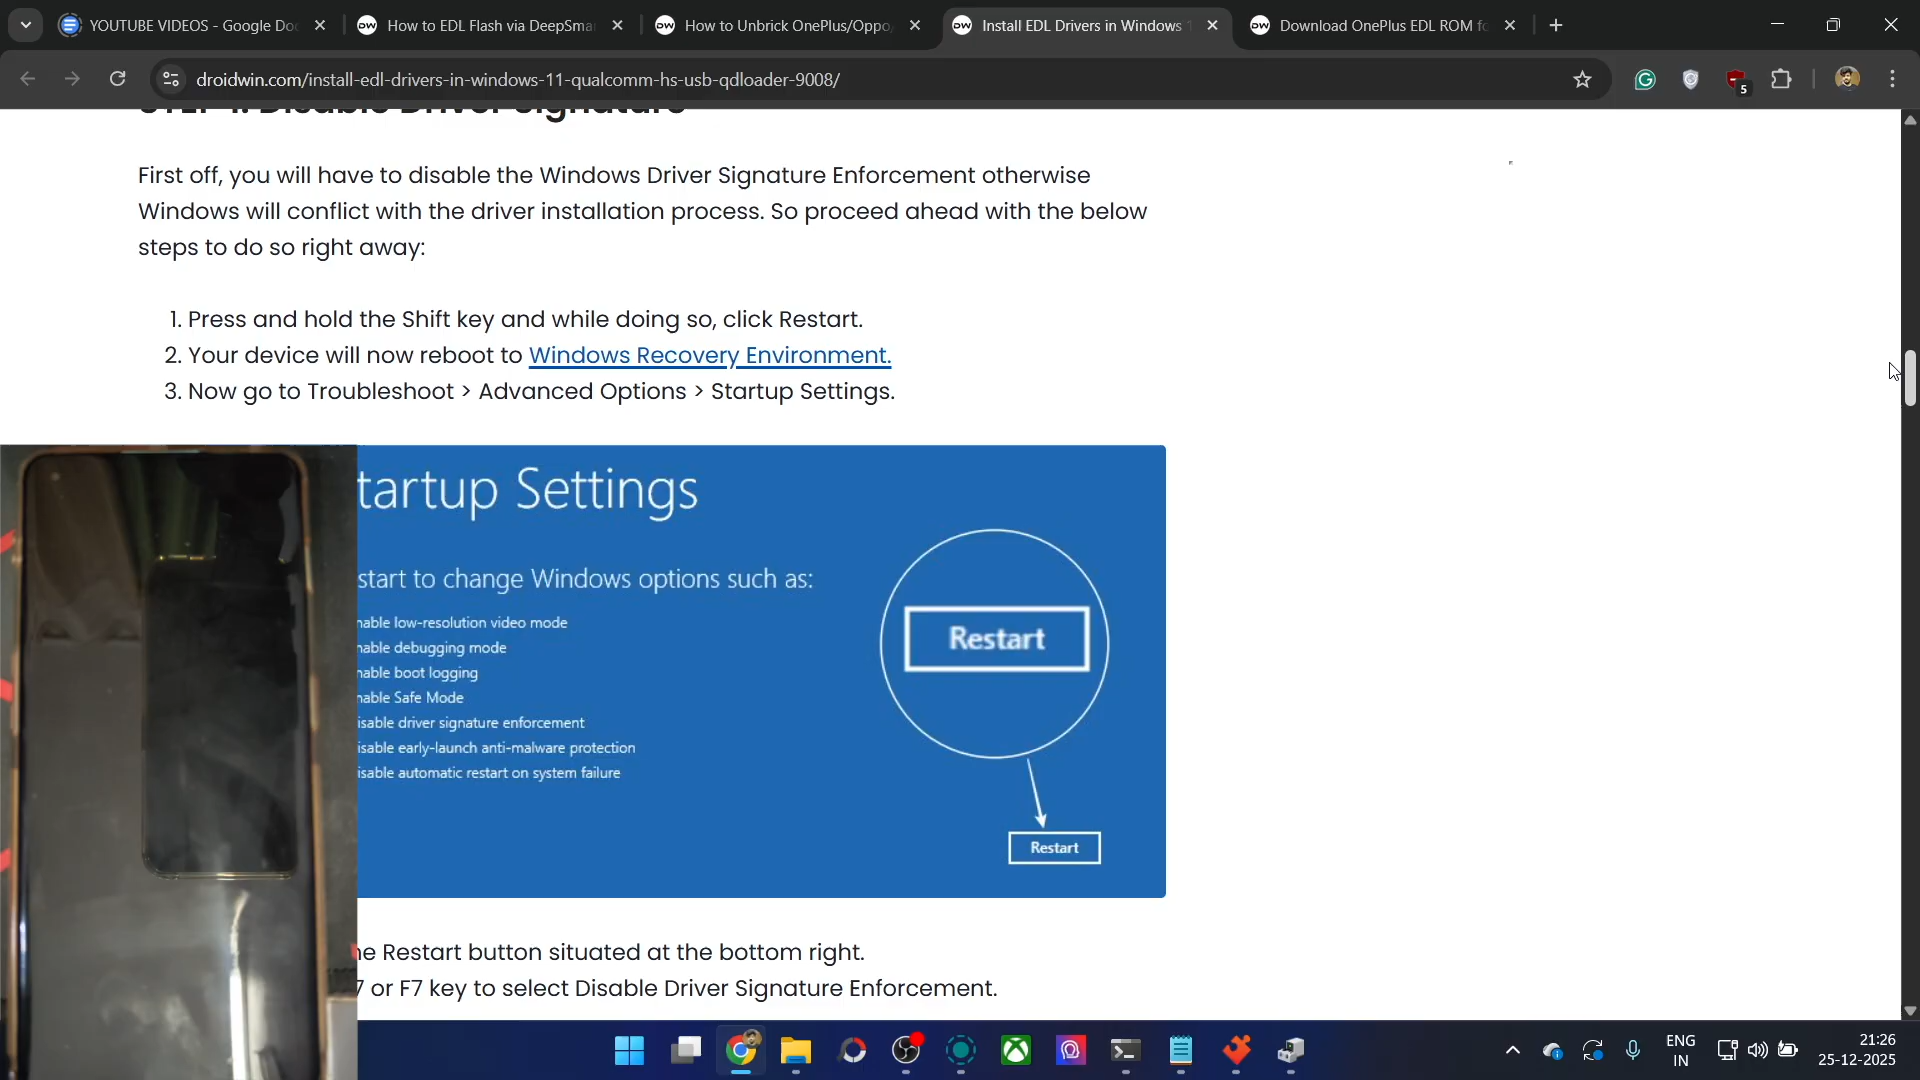 YOUTUBE VIDEOS - Google Do
How to EDL Flash via DeepSma
How to Unbrick OnePlus/Oppo
Install EDL Drivers in Windows 1
Download OnePlus EDL ROM fo
droidwin.com/install-edl-drivers-in-windows-11-qualcomm-hs-usb-qdloader-9008/
5
First off, you will have to disable the Windows Driver Signature Enforcement otherwise
Windows will conflict with the driver installation process. So proceed ahead with the below
steps to do so right away:
1. Press and hold the Shift key and while doing so, click Restart.
2. Your device will now reboot to Windows Recovery Environment.
3. Now go to Troubleshoot > Advanced Options > Startup Settings.
tartup Settings
start to change Windows options such as:
nable low-resolution video mode
nable debugging mode
nable boot logging
nable Safe Mode
isable driver signature enforcement
isable early-launch anti-malware protection
isable automatic restart on system failure
Restart
Restart
he Restart button situated at the bottom right.
7 or F7 key to select Disable Driver Signature Enforcement.
ENG
IN
21:26
25-12-2025